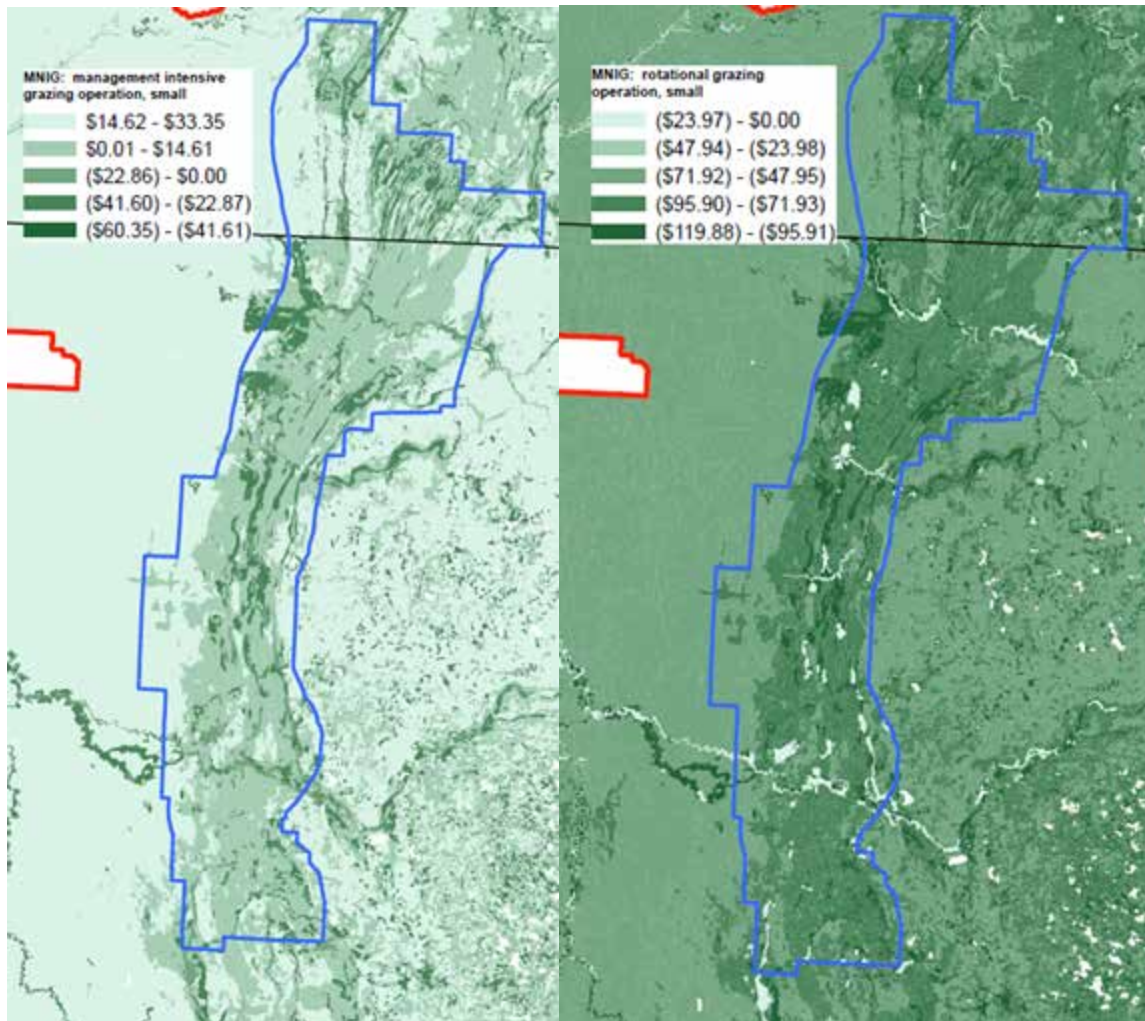 MNIG: management intensive
grazing operation, small
$14.62 - $33.35
$0.01 - $14.61
($22.86) - $0.00
($41.60) - ($22.87)
($60.35) - ($41.61)
MNIG: rotational grazing
operation, small
($23.97) - $0.00
($47.94) - ($23.98)
($71.92) - ($47.95)
($95.90) - ($71.93)
($119.88) - ($95.91)